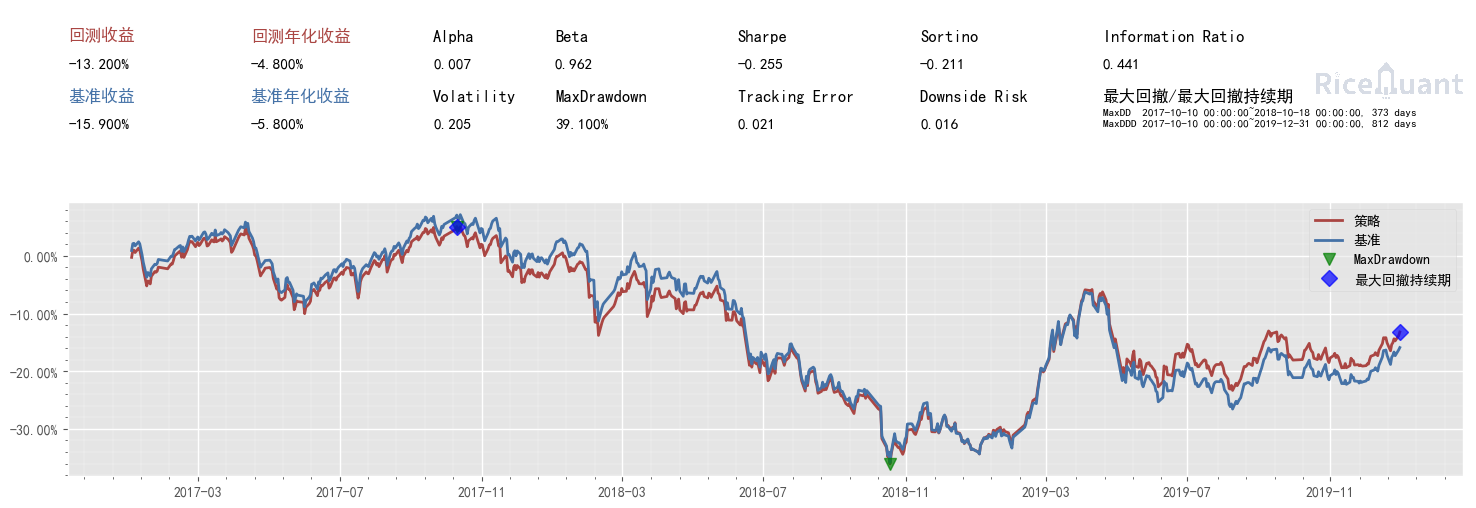 回测收益 回测年化收益 Alpha Beta Sharpe Sortino Information Ratio
-13.200% -4.800% 0.007 0.962 -0.255 -0.211 0.441
RiceQuant
基准收益 基准年化收益 Volatility MaxDrawdown Tracking Error Downside Risk 最大回撤/最大回撤持续期
-15.900% -5.800% 0.205 39.100% 0.021 0.016
MaxDD 2017-10-10 00:00:00~2018-10-18 00:00:00, 373 days
MaxDDD 2017-10-10 00:00:00~2019-12-31 00:00:00, 812 days
策略
基准
MaxDrawdown
最大回撤持续期
0.00%
-10.00%
-20.00%
-30.00%
2017-03 2017-07 2017-11 2018-03 2018-07 2018-11 2019-03 2019-07 2019-11